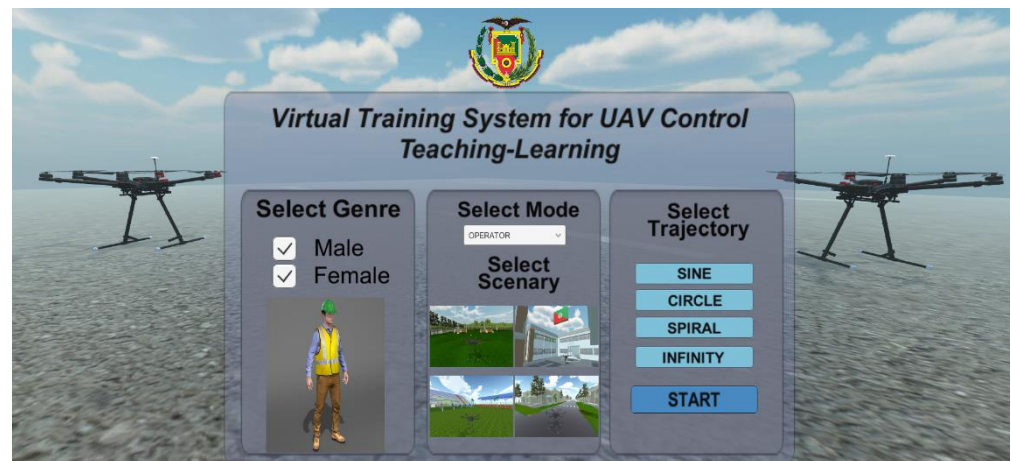 Virtual Training System for UAV Control
Teaching-Learning
Select Genre
Male
Female
Select Mode
OPERATOR
Select
Scenary
Select
Trajectory
SINE
CIRCLE
SPIRAL
INFINITY
START